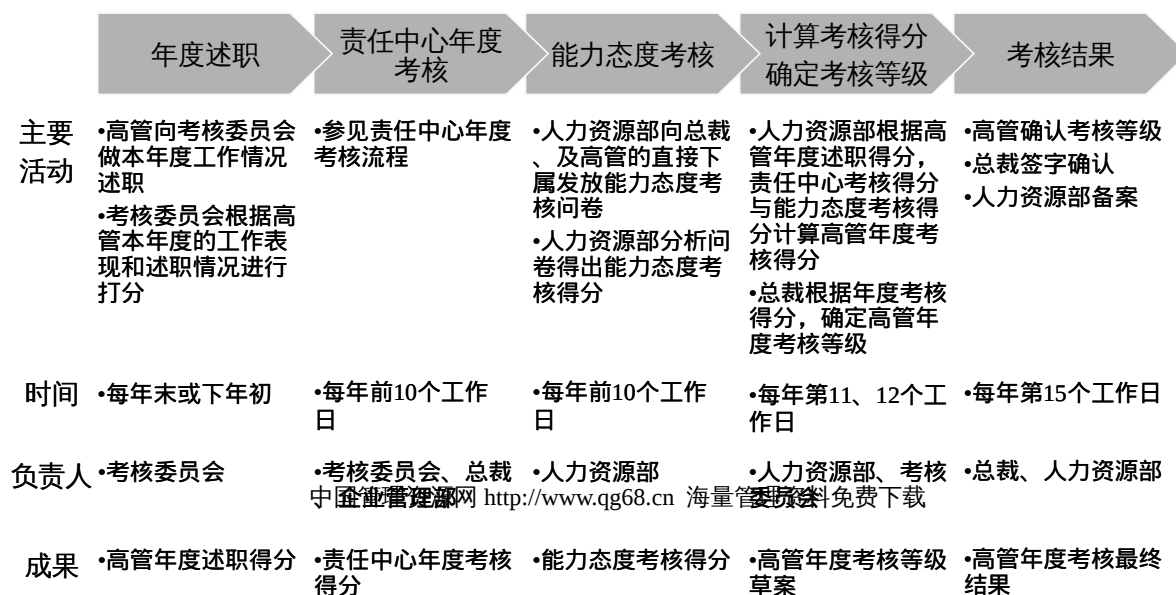 年度述职
责任中心年度
考核
能力态度考核
计算考核得分
确定考核等级
考核结果
主要
活动
•高管向考核委员会
做本年度工作情况
述职
•考核委员会根据高
管本年度的工作表
现和述职情况进行
打分
•参见责任中心年度
考核流程
•人力资源部向总裁
、及高管的直接下
属发放能力态度考
核问卷
•人力资源部分析问
卷得出能力态度考
核得分
•人力资源部根据高
管年度述职得分，
责任中心考核得分
与能力态度考核得
分计算高管年度考
核得分
•总裁根据年度考核
得分，确定高管年
度考核等级
•高管确认考核等级
•总裁签字确认
•人力资源部备案
时间
•每年末或下年初
•每年前10个工作
日
•每年前10个工作
日
•每年第11、12个工
作日
•每年第15个工作日
负责人
•考核委员会
•考核委员会、总裁
、企业管理部
•人力资源部
•人力资源部、考核
委员会
•总裁、人力资源部
中国网 http://www.qg68.cn 海量管理资料免费下载
成果
•高管年度述职得分
•责任中心年度考核
得分
•能力态度考核得分
•高管年度考核等级
草案
•高管年度考核最终
结果